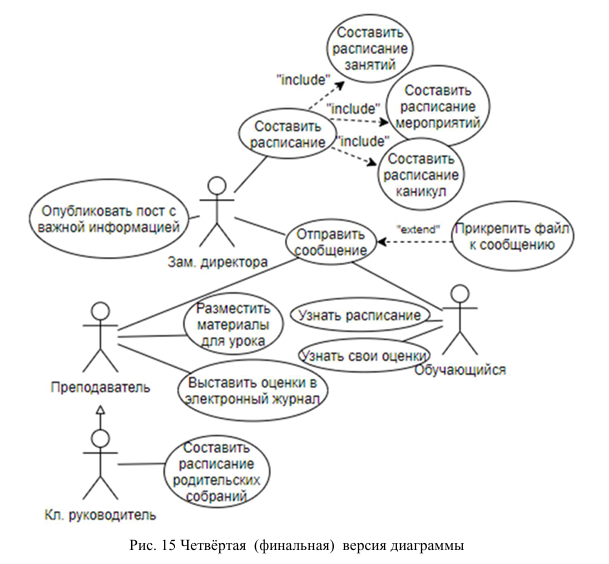 Составить
расписание
занятий
"include"
Составить
расписание
мероприятий
"include"
Составить
расписание
"include"
Составить
расписание
каникул
Опубликовать пост с
важной информацией
Зам. директора
Отправить
сообщение
"extend"
Прикрепить файл
к сообщению
Разместить
материалы
для урока
Узнать расписание
Узнать свои оценки
Обучающийся
Преподаватель
Выставить оценки в
электронный журнал
Составить
расписание
родительских
собраний
Кл. руководитель
Рис. 15 Четвёртая (финальная) версия диаграммы